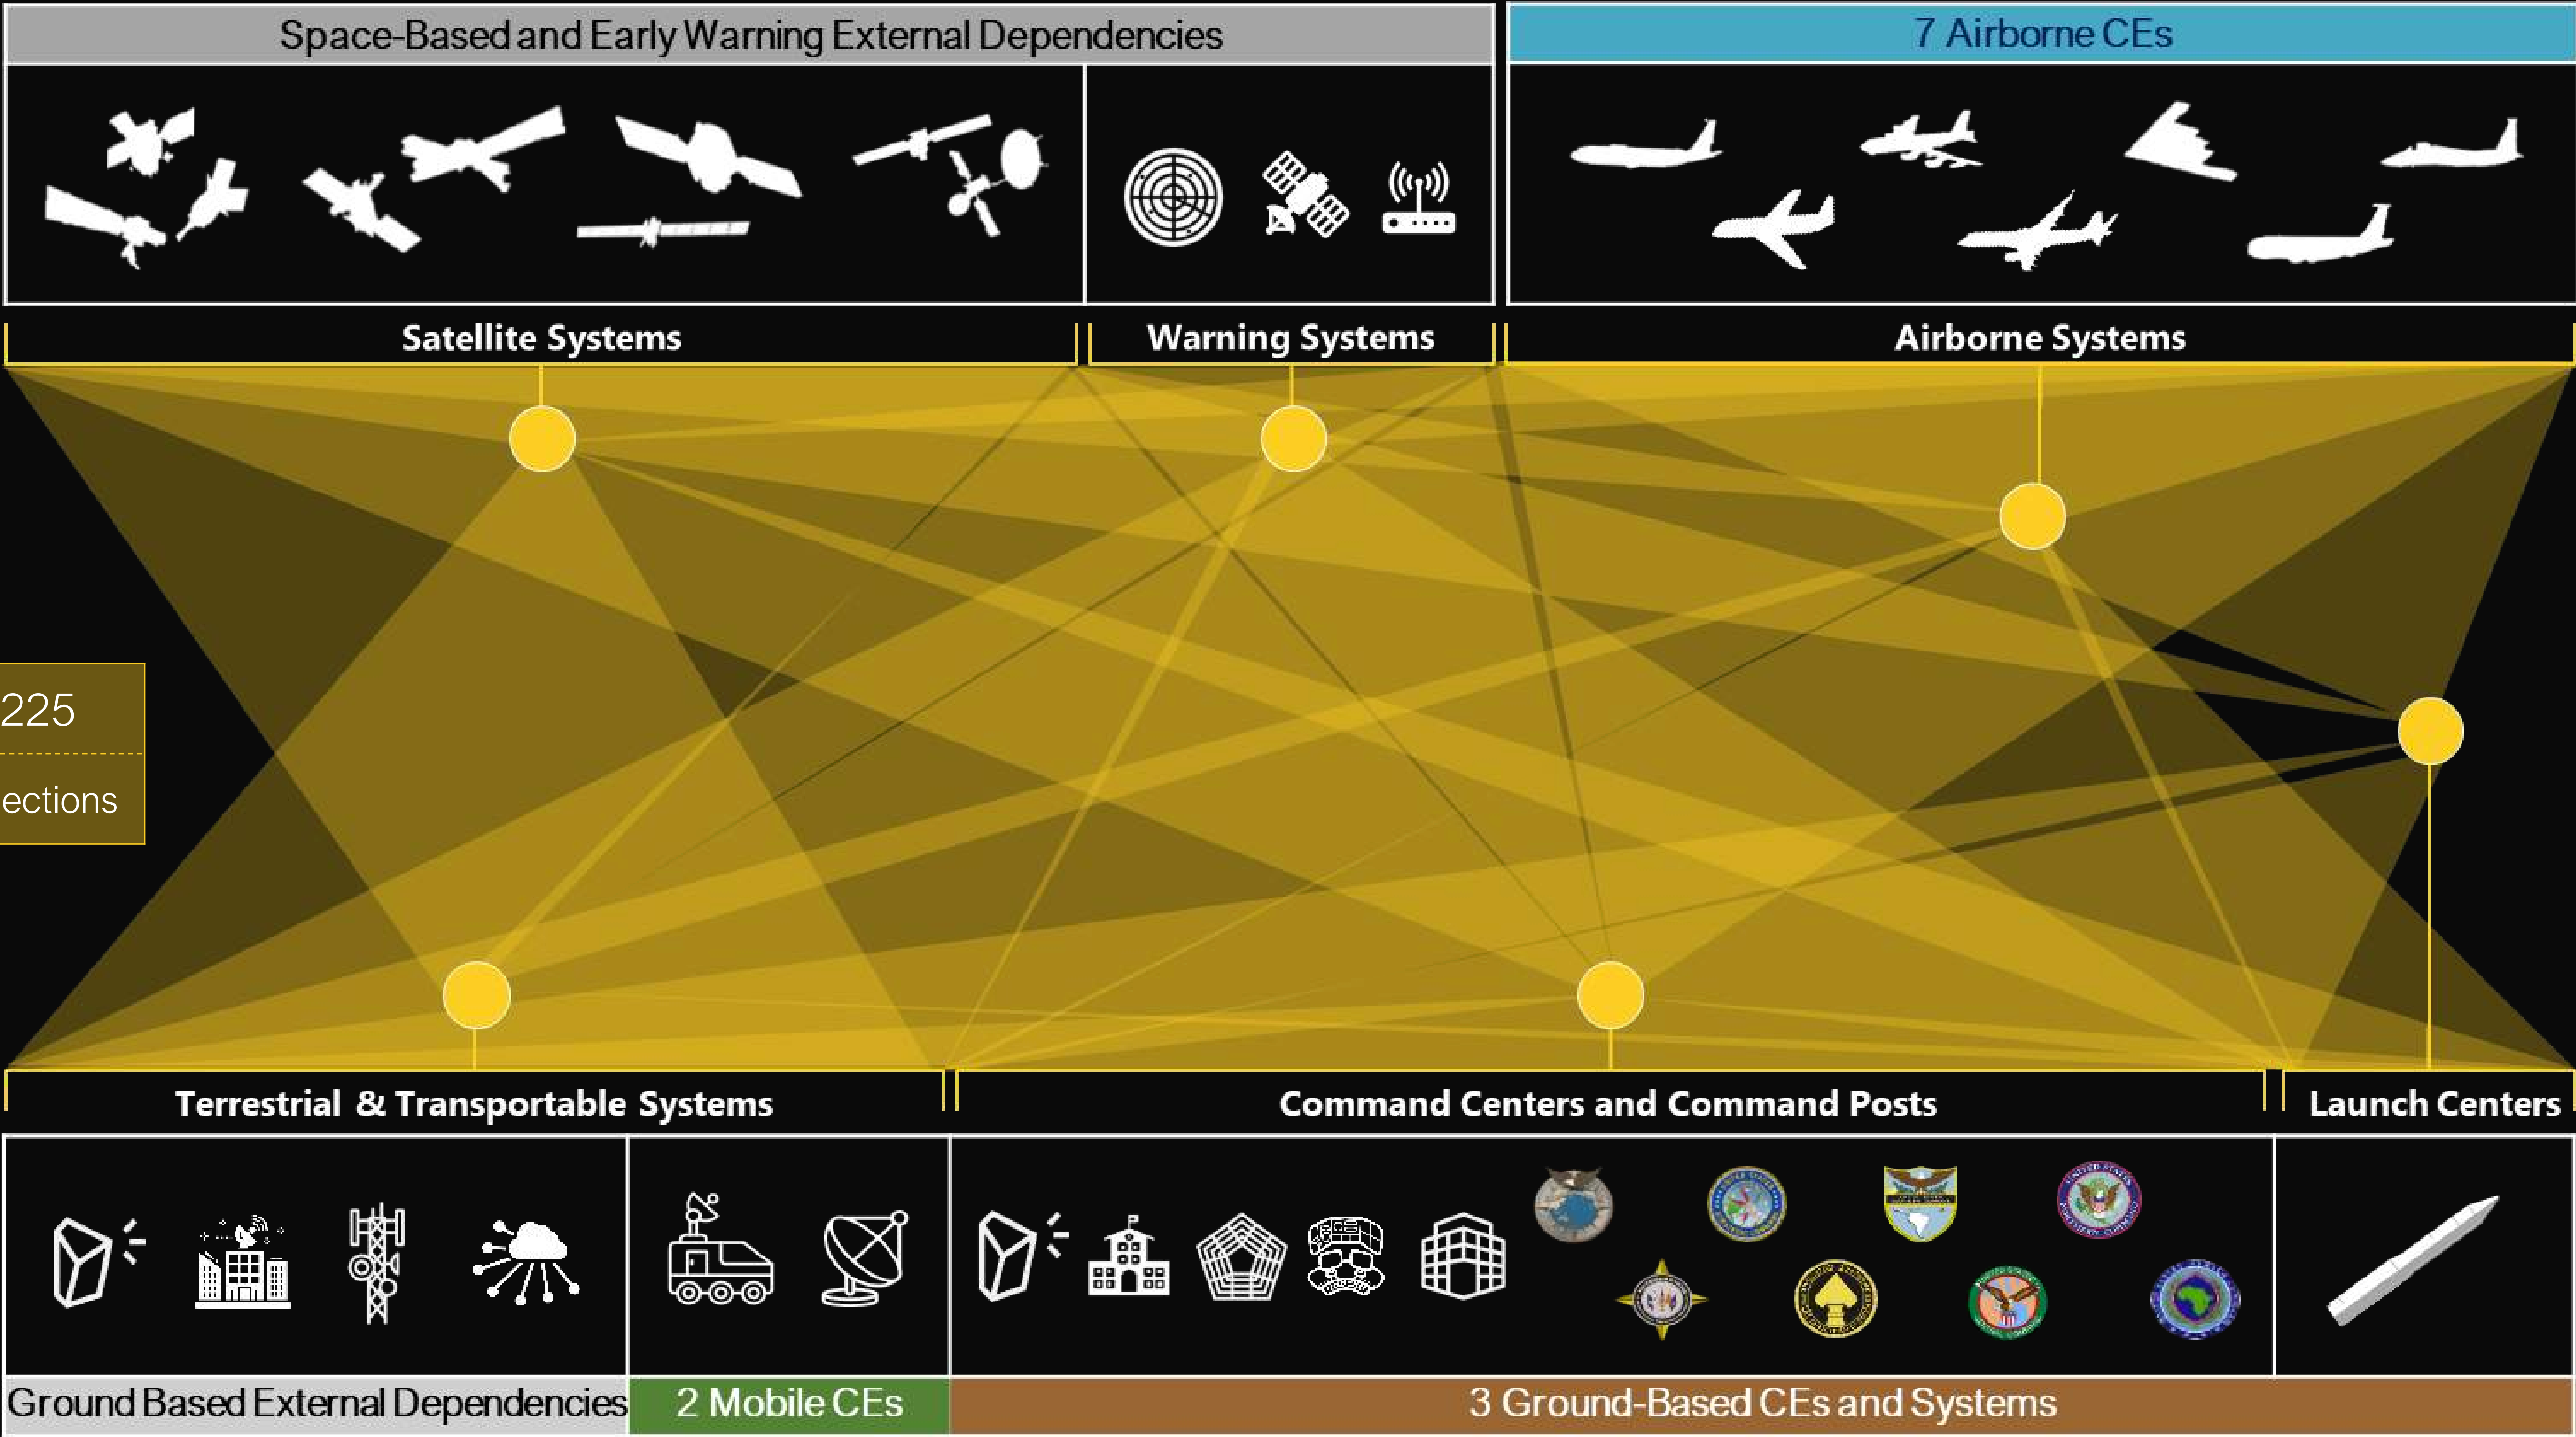 Space-Based and Early Warning External Dependencies
7 Airborne CEs
Satellite Systems
Warning Systems
Airborne Systems
225
ections
Terrestrial & Transportable Systems
Command Centers and Command Posts
Launch Centers
Ground Based External Dependencies
2 Mobile CEs
3 Ground-Based CEs and Systems